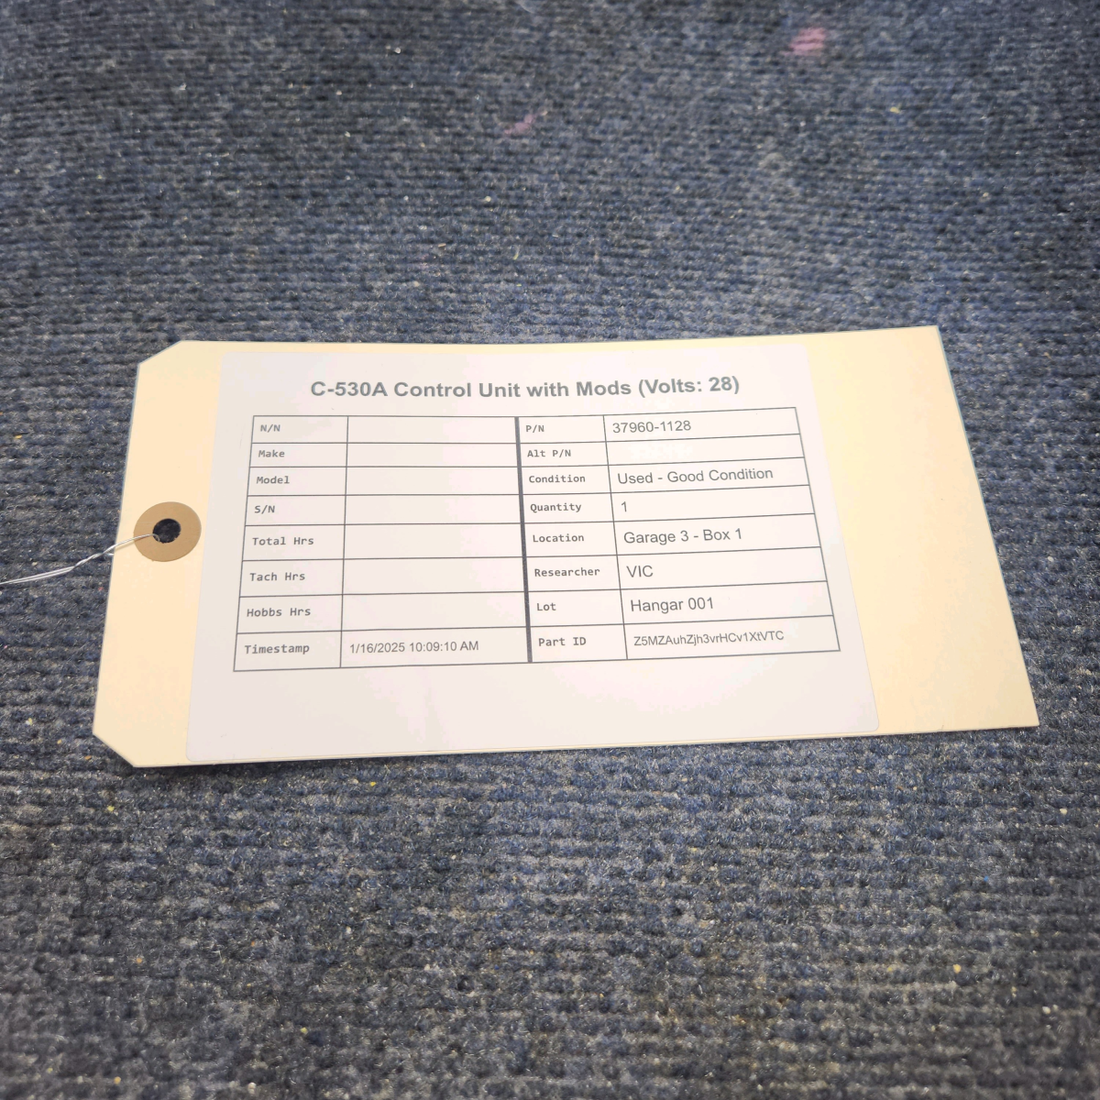 C-530A Control Unit with Mods (Volts: 28)
N/N P/N 37960-1128
Make Alt P/N
Model Condition Used - Good Condition
S/N Quantity 1
Total Hrs Location Garage 3 - Box 1
Tach Hrs Researcher VIC
Hobbs Hrs Lot Hangar 001
Timestamp 1/16/2025 10:09:10 AM Part ID Z5MZAuhZjh3vrHCv1XtVTC